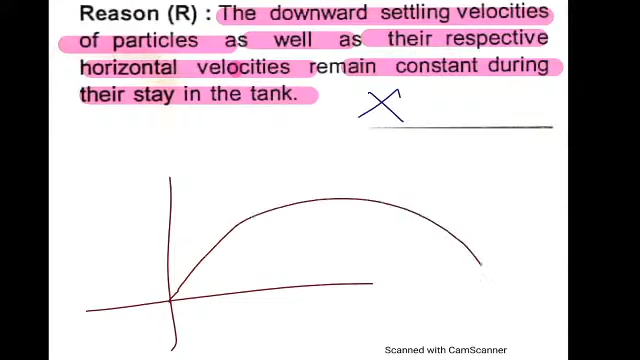 Reason (R) : The downward settling velocities
of particles as well as their respective
horizontal velocities remain constant during
their stay in the tank.
Scanned with CamScanner